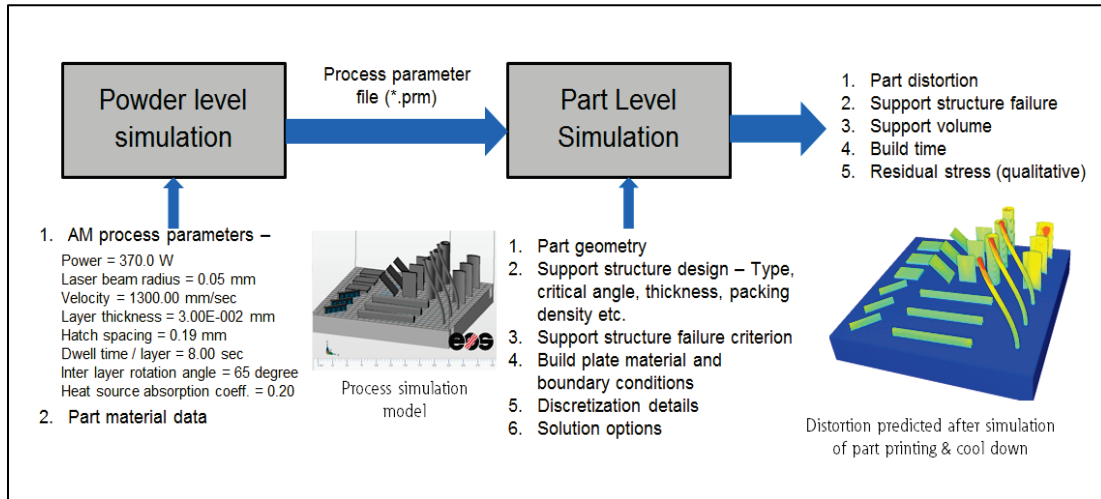 Powder level
simulation
Process parameter
file (*.prm)
Part Level
Simulation
1. Part distortion
2. Support structure failure
3. Support volume
4. Build time
5. Residual stress (qualitative)
1. AM process parameters –
Power = 370.0 W
Laser beam radius = 0.05 mm
Velocity = 1300.00 mm/sec
Layer thickness = 3.00E-002 mm
Hatch spacing = 0.19 mm
Dwell time / layer = 8.00 sec
Inter layer rotation angle = 65 degree
Heat source absorption coeff. = 0.20
2. Part material data
eos
Process simulation
model
1. Part geometry
2. Support structure design – Type,
critical angle, thickness, packing
density etc.
3. Support structure failure criterion
4. Build plate material and
boundary conditions
5. Discretization details
6. Solution options
Distortion predicted after simulation
of part printing & cool down